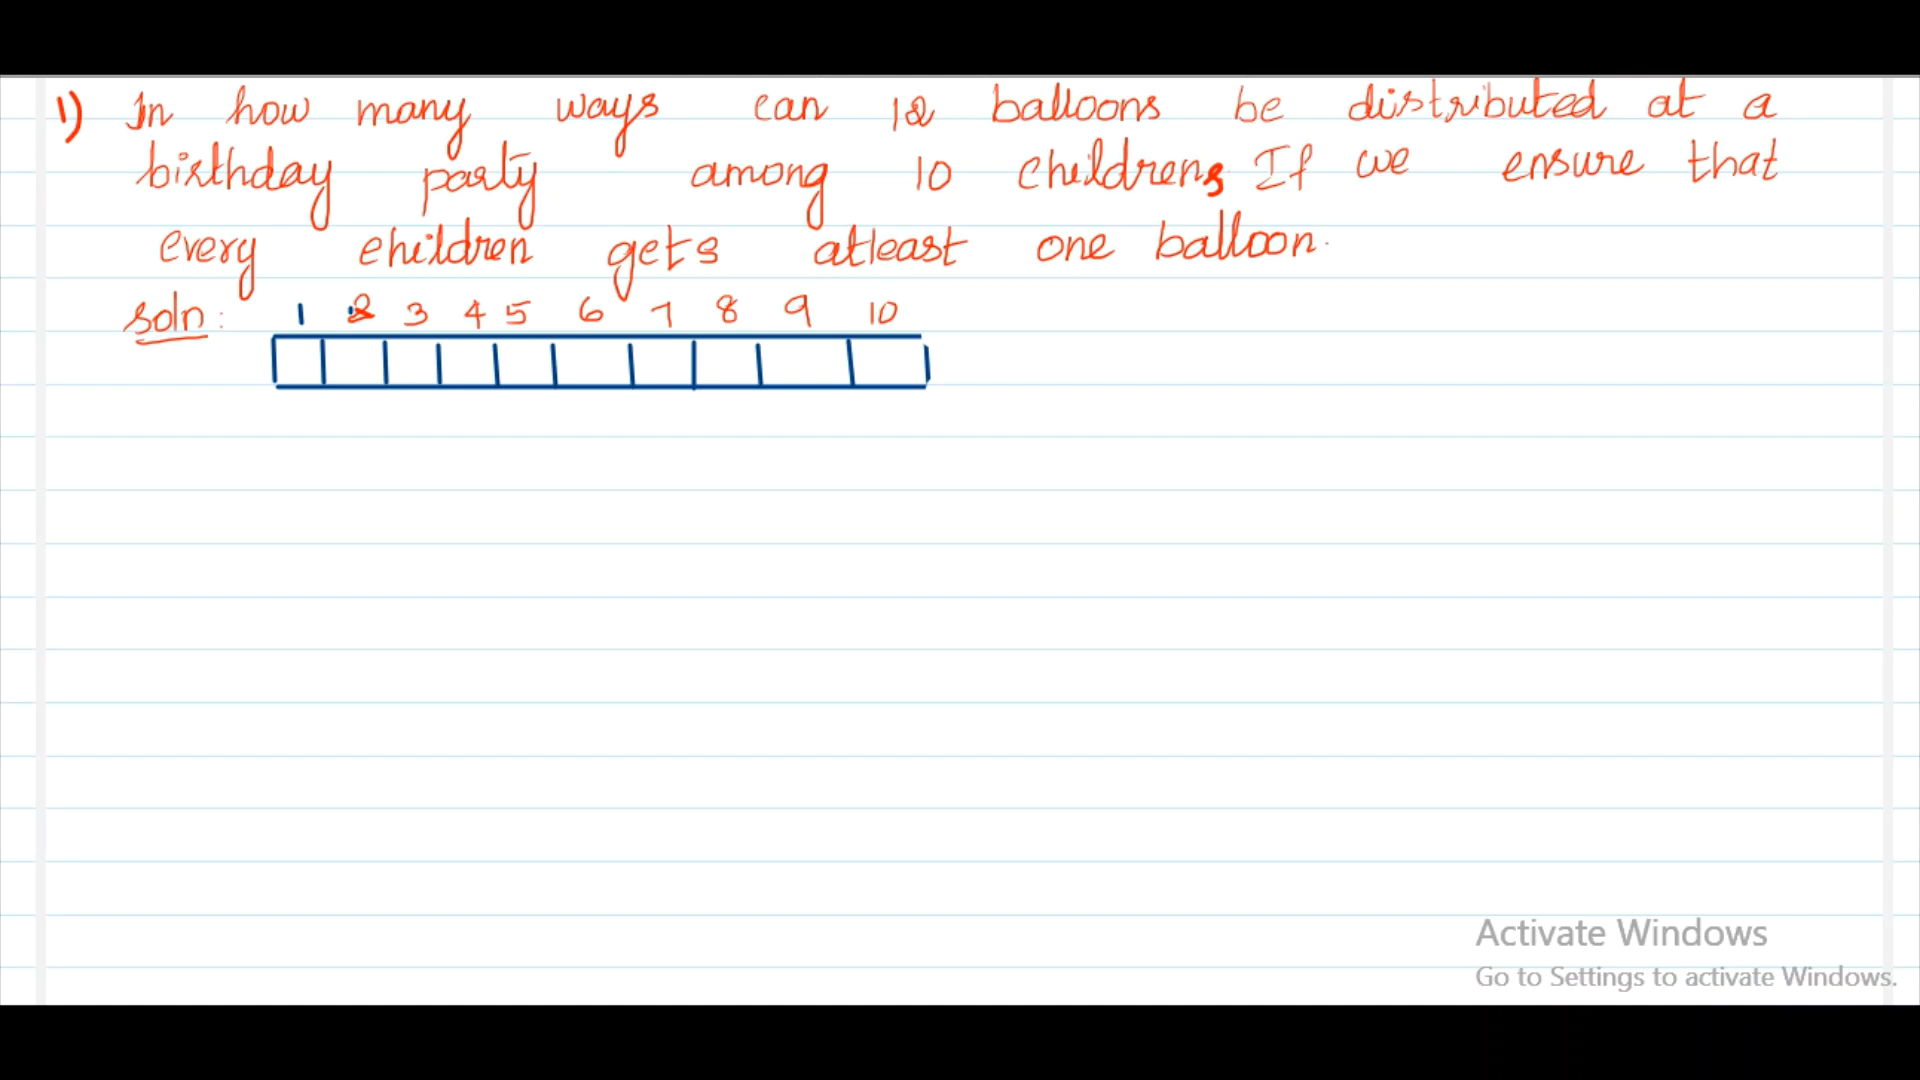 1) In how many ways can 12 balloons be distributed at a
birthday party among 10 childrens If we ensure that
every children gets atleast one balloon.
soln:
1 2 3 4 5 6 7 8 9 10
Activate Windows
Go to Settings to activate Windows.